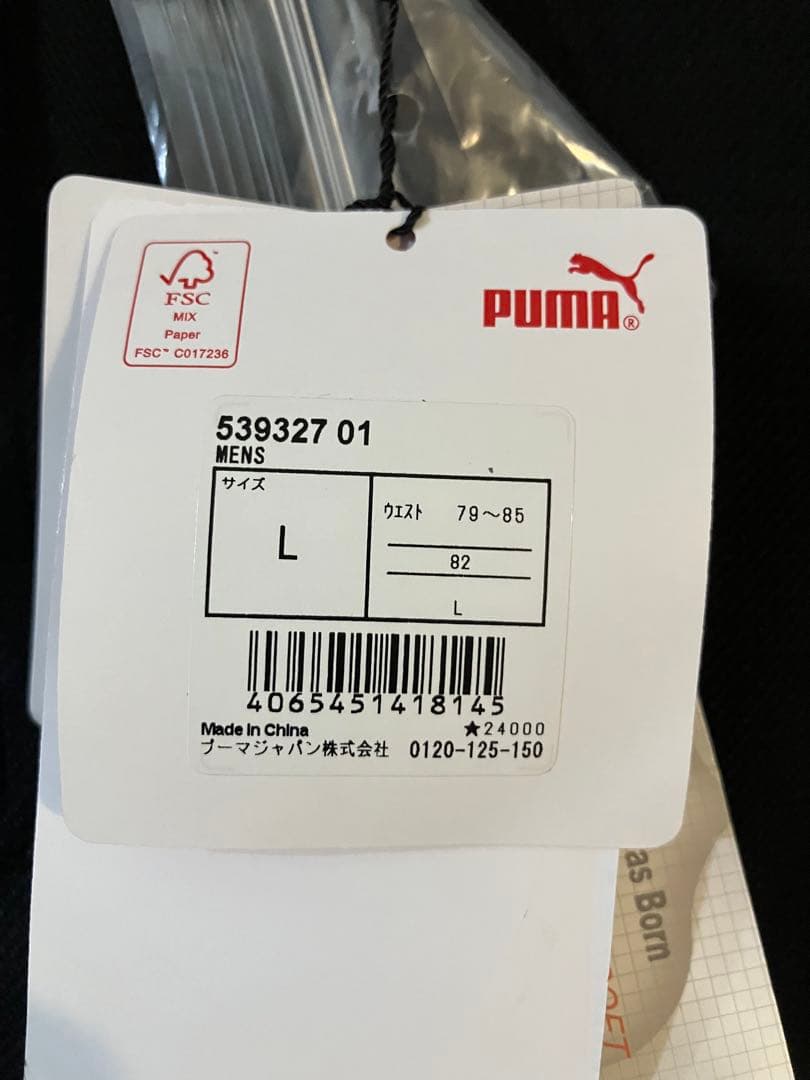 FSC
MIX
Paper
FSC™ C017236
PUMA®
539327 01
MENS
サイズ
L
ウエスト 79～85
82
L
4065451418145
Made in China
★24000
プーマジャパン株式会社 0120-125-150
as Born